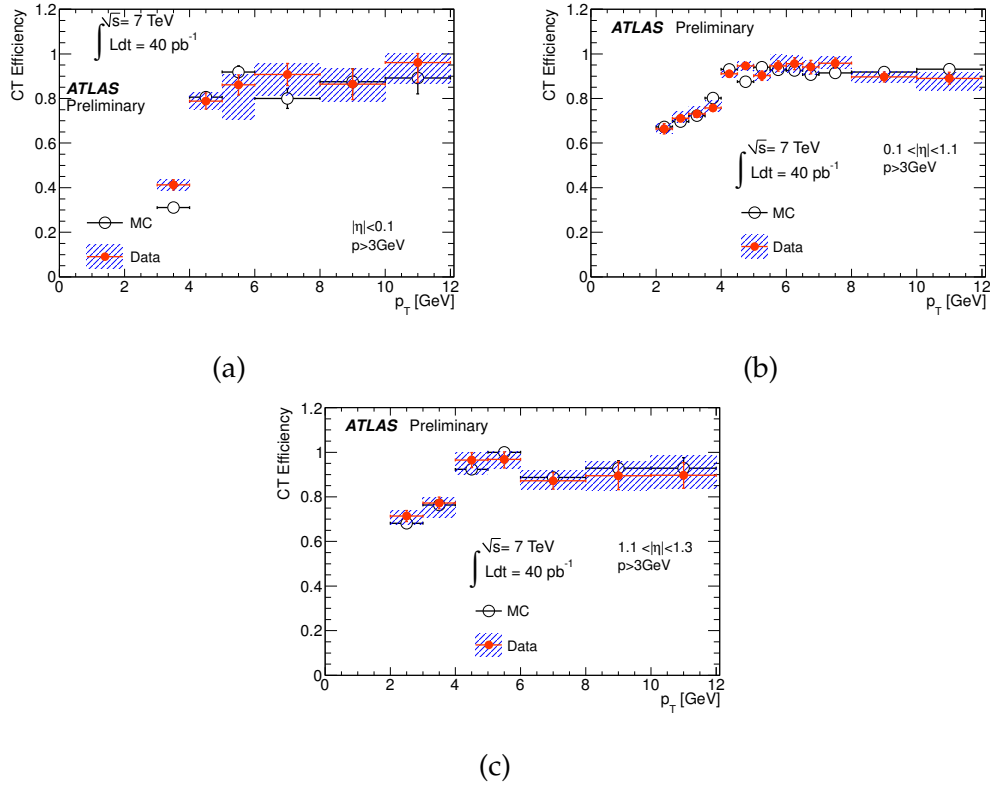 CT Efficiency
1.2
1
0.8
0.6
0.4
0.2
0
√s= 7 TeV
∫ Ldt = 40 pb⁻¹
ATLAS
Preliminary
MC
Data
|η|<0.1
p>3GeV
0 2 4 6 8 10 12
p_T [GeV]
(a)
CT Efficiency
1.2
1
0.8
0.6
0.4
0.2
0
ATLAS Preliminary
√s= 7 TeV
∫ Ldt = 40 pb⁻¹
0.1 <|η|<1.1
p>3GeV
MC
Data
0 2 4 6 8 10 12
p_T [GeV]
(b)
CT Efficiency
1.2
1
0.8
0.6
0.4
0.2
0
ATLAS Preliminary
√s= 7 TeV
∫ Ldt = 40 pb⁻¹
1.1 <|η|<1.3
p>3GeV
MC
Data
0 2 4 6 8 10 12
p_T [GeV]
(c)